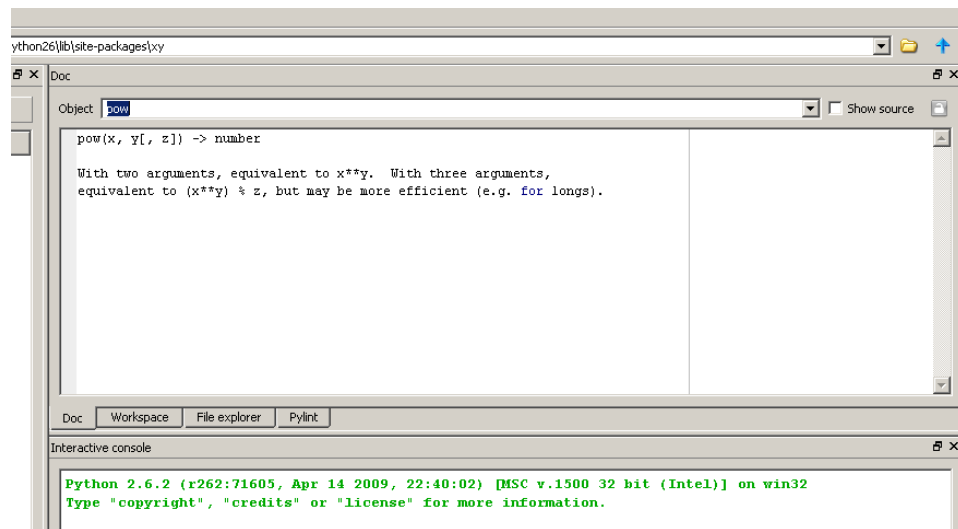 ython26\lib\site-packages\xy
Doc
Object pow Show source
pow(x, y[, z]) -> number
With two arguments, equivalent to x**y.  With three arguments,
equivalent to (x**y) % z, but may be more efficient (e.g. for longs).
Doc Workspace File explorer Pylint
Interactive console
Python 2.6.2 (r262:71605, Apr 14 2009, 22:40:02) [MSC v.1500 32 bit (Intel)] on win32
Type "copyright", "credits" or "license" for more information.